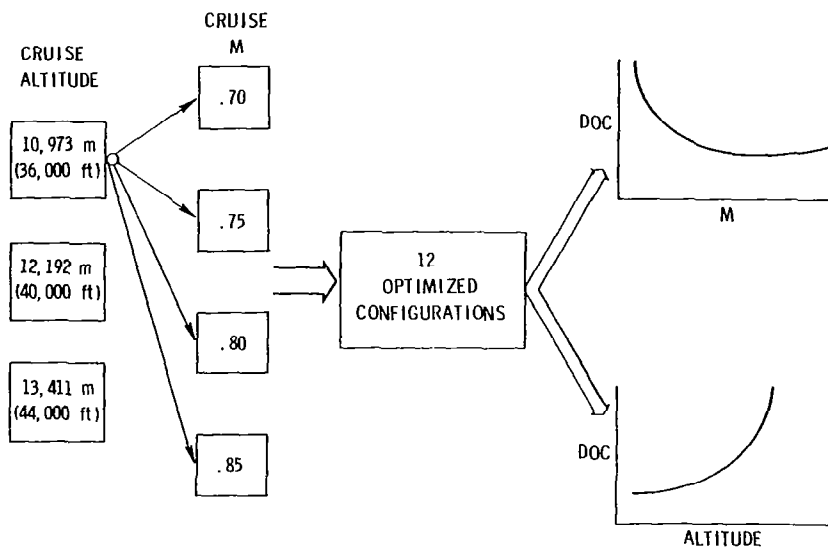 CRUISE
ALTITUDE
10,973 m
(36,000 ft)
12,192 m
(40,000 ft)
13,411 m
(44,000 ft)
CRUISE
M
.70
.75
.80
.85
12
OPTIMIZED
CONFIGURATIONS
DOC
M
DOC
ALTITUDE